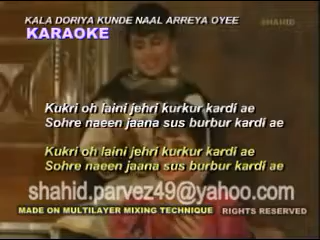 KALA DORIYA KUNDE NAAL ARREYA OYEE
SHAHID
KARAOKE
Kukri oh laini jehri kurkur kardi ae
Sohre naeen jaana sus burbur kardi ae
Kukri oh laini jehri kurkur kardi ae
Sohre naeen jaana sus burbur kardi ae
shahid.parvez49@yahoo.com
MADE ON MULTILAYER MIXING TECHNIQUE RIGHTS RESERVED